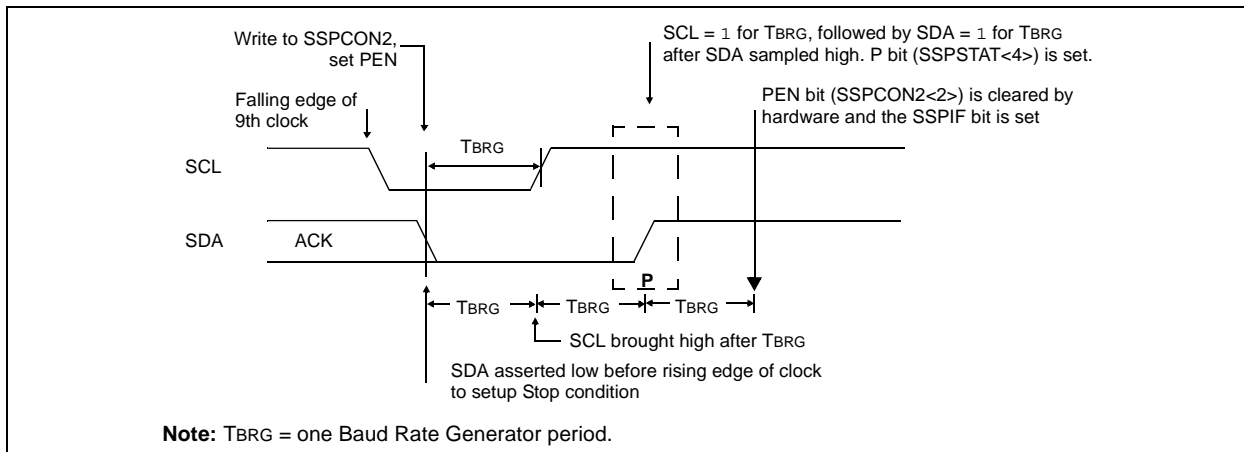 Write to SSPCON2,
set PEN
SCL = 1 for TBRG, followed by SDA = 1 for TBRG
after SDA sampled high. P bit (SSPSTAT<4>) is set.
Falling edge of
9th clock
PEN bit (SSPCON2<2>) is cleared by
hardware and the SSPIF bit is set
TBRG
SCL
SDA
ACK
P
TBRG
TBRG
TBRG
SCL brought high after TBRG
SDA asserted low before rising edge of clock
to setup Stop condition
Note: TBRG = one Baud Rate Generator period.